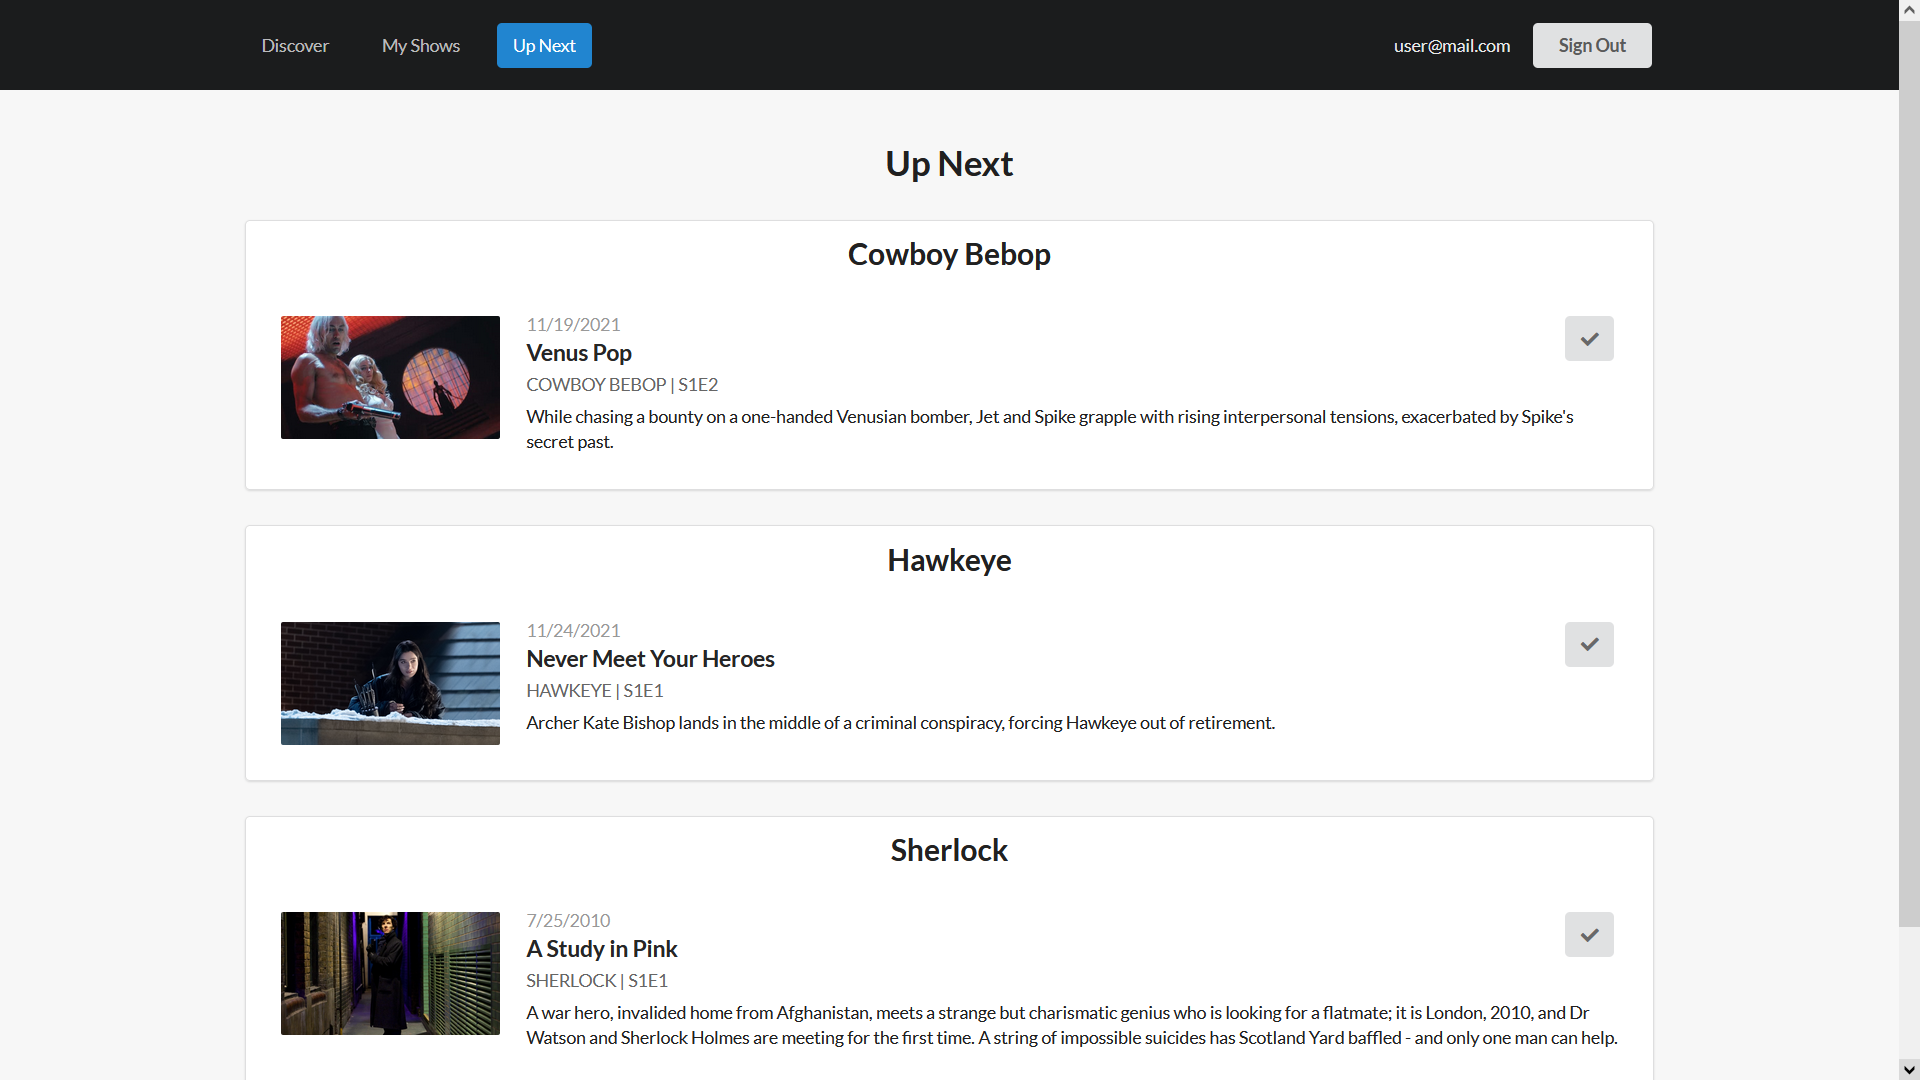 Discover My Shows Up Next user@mail.com Sign Out
Up Next
Cowboy Bebop
11/19/2021
Venus Pop
COWBOY BEBOP | S1E2
While chasing a bounty on a one-handed Venusian bomber, Jet and Spike grapple with rising interpersonal tensions, exacerbated by Spike's
secret past.
Hawkeye
11/24/2021
Never Meet Your Heroes
HAWKEYE | S1E1
Archer Kate Bishop lands in the middle of a criminal conspiracy, forcing Hawkeye out of retirement.
Sherlock
7/25/2010
A Study in Pink
SHERLOCK | S1E1
A war hero, invalided home from Afghanistan, meets a strange but charismatic genius who is looking for a flatmate; it is London, 2010, and Dr
Watson and Sherlock Holmes are meeting for the first time. A string of impossible suicides has Scotland Yard baffled - and only one man can help.